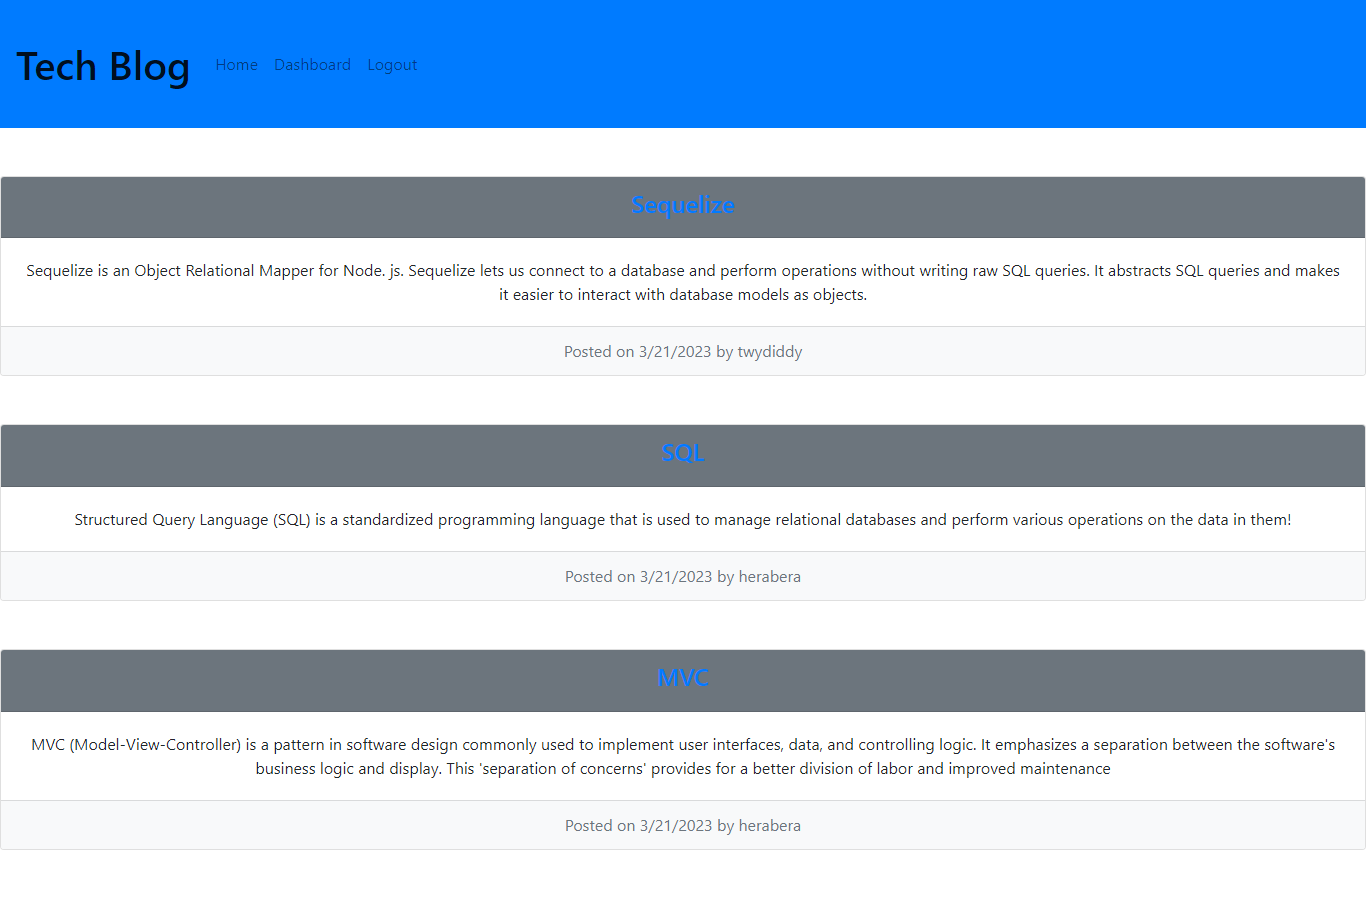 Tech Blog Home Dashboard Logout
Sequelize
Sequelize is an Object Relational Mapper for Node. js. Sequelize lets us connect to a database and perform operations without writing raw SQL queries. It abstracts SQL queries and makes
it easier to interact with database models as objects.
Posted on 3/21/2023 by twydiddy
SQL
Structured Query Language (SQL) is a standardized programming language that is used to manage relational databases and perform various operations on the data in them!
Posted on 3/21/2023 by herabera
MVC
MVC (Model-View-Controller) is a pattern in software design commonly used to implement user interfaces, data, and controlling logic. It emphasizes a separation between the software's
business logic and display. This 'separation of concerns' provides for a better division of labor and improved maintenance
Posted on 3/21/2023 by herabera